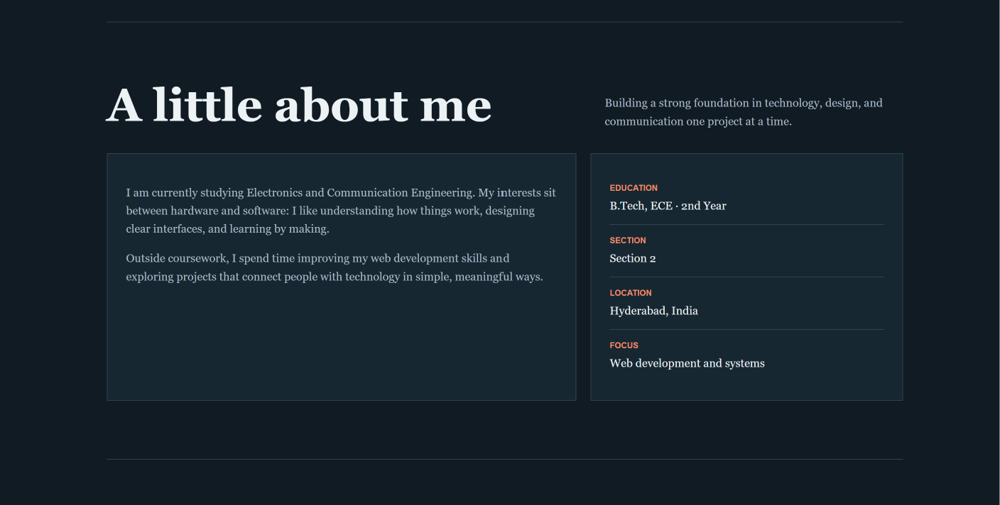 A little about me
Building a strong foundation in technology, design, and
communication one project at a time.
I am currently studying Electronics and Communication Engineering. My interests sit
between hardware and software: I like understanding how things work, designing
clear interfaces, and learning by making.
Outside coursework, I spend time improving my web development skills and
exploring projects that connect people with technology in simple, meaningful ways.
EDUCATION
B.Tech, ECE · 2nd Year
SECTION
Section 2
LOCATION
Hyderabad, India
FOCUS
Web development and systems